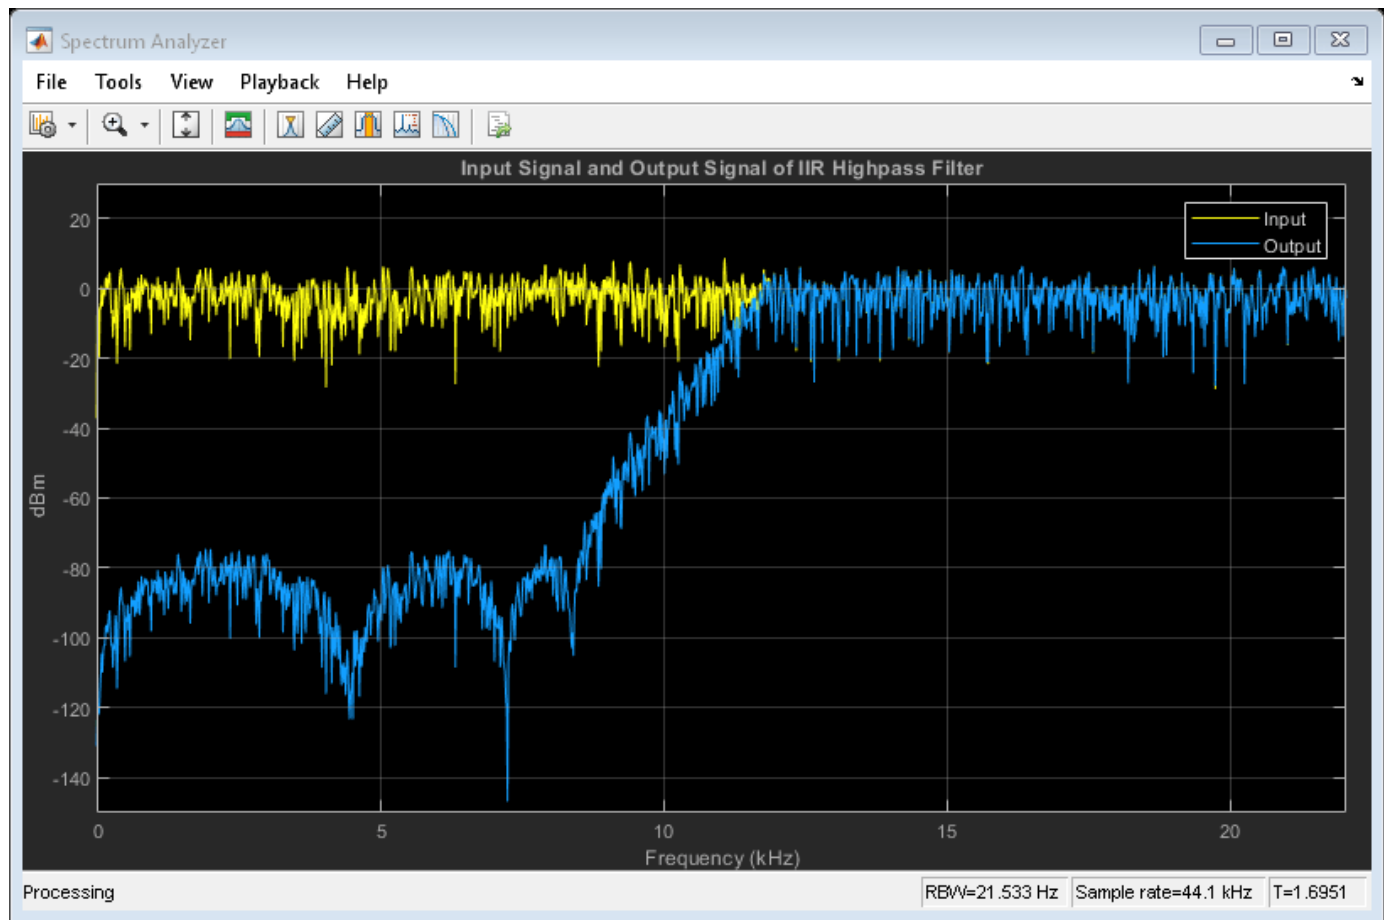 Spectrum Analyzer
File Tools View Playback Help
Input Signal and Output Signal of IIR Highpass Filter
Input
Output
20
0
-20
-40
-60
-80
-100
-120
-140
dBm
0 5 10 15 20
Frequency (kHz)
Processing RBW=21.533 Hz Sample rate=44.1 kHz T=1.6951